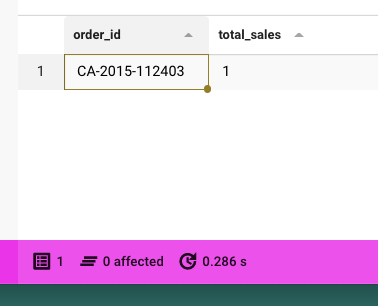 order_id total_sales
1 CA-2015-112403 1
1 0 affected 0.286 s